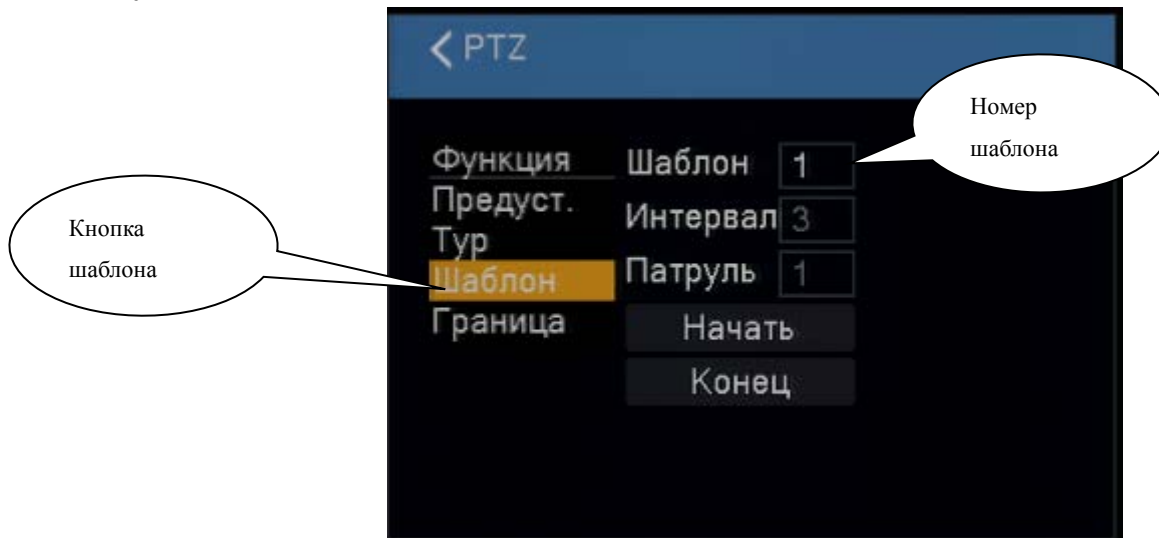 PTZ
Номер
шаблона
Функция
Шаблон 1
Предуст.
Интервал 3
Тур
Кнопка
шаблона
Шаблон
Патруль 1
Граница
Начать
Конец